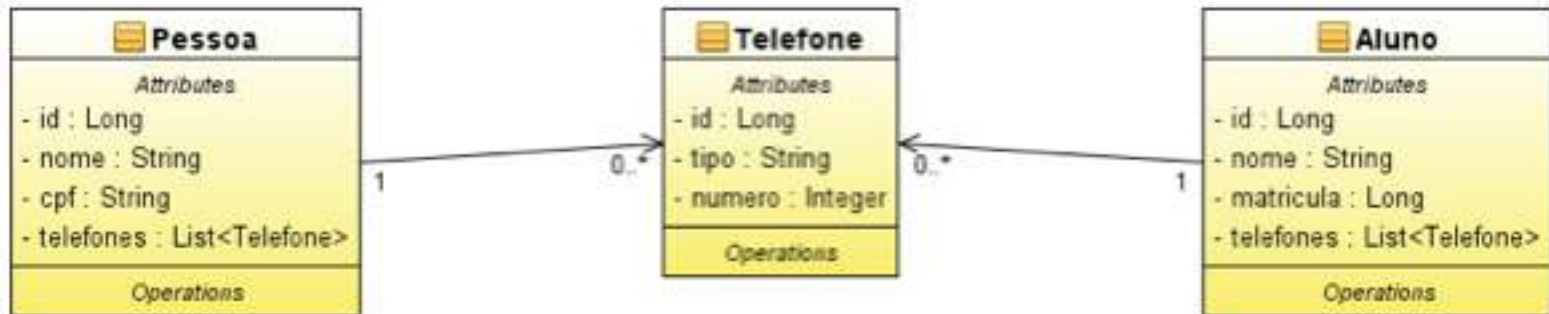 Pessoa
Attributes
- id : Long
- nome : String
- cpf : String
- telefones : List<Telefone>
Operations
1
0..*
Telefone
Attributes
- id : Long
- tipo : String
- numero : Integer
Operations
0..*
1
Aluno
Attributes
- id : Long
- nome : String
- matricula : Long
- telefones : List<Telefone>
Operations